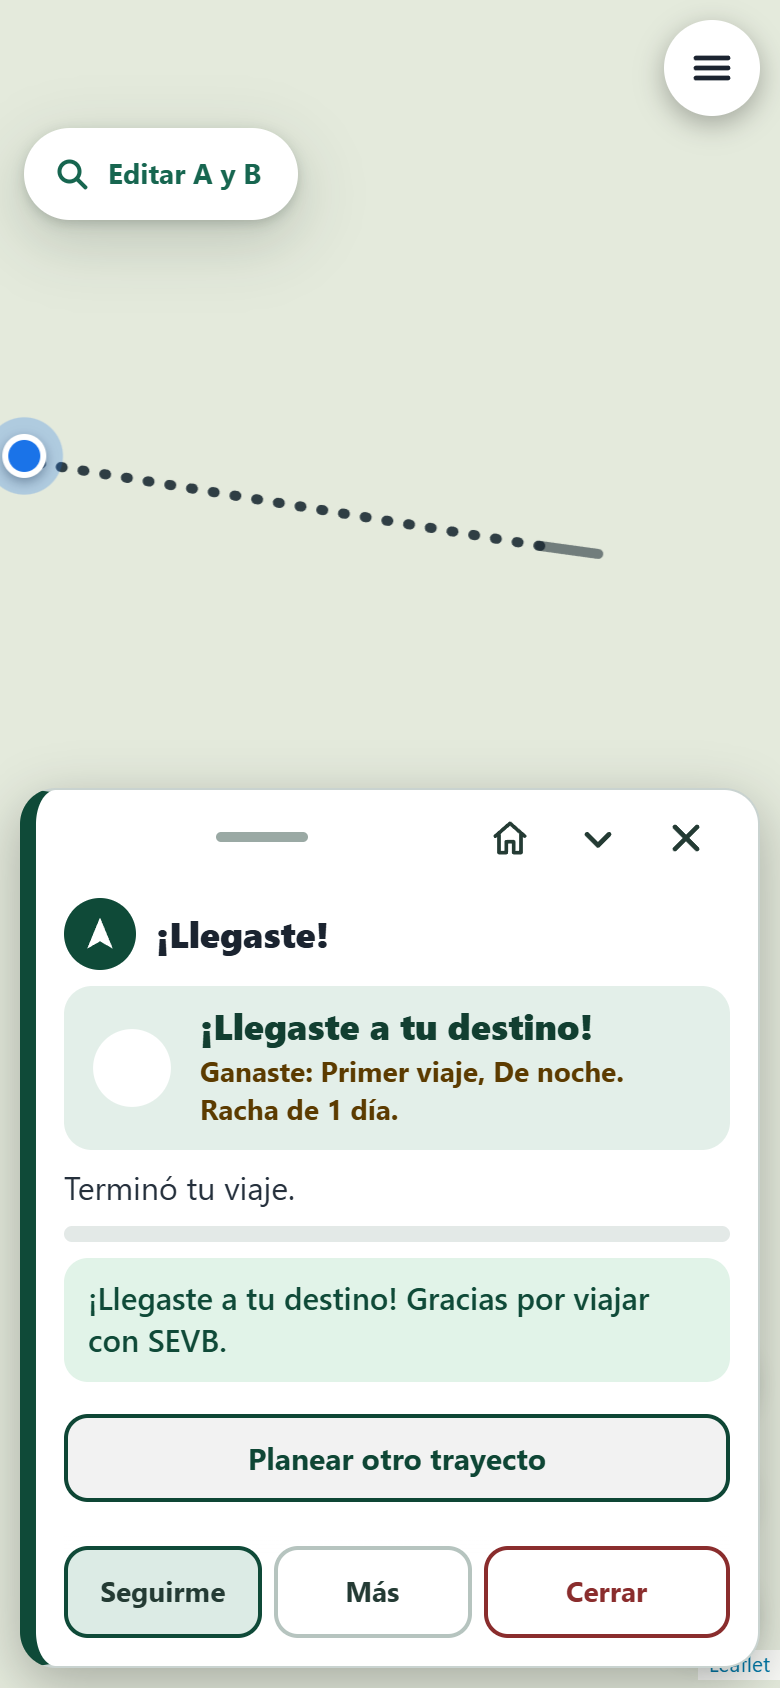 Editar A y B
¡Llegaste!
¡Llegaste a tu destino!
Ganaste: Primer viaje, De noche.
Racha de 1 día.
Terminó tu viaje.
¡Llegaste a tu destino! Gracias por viajar
con SEVB.
Planear otro trayecto
Seguirme
Más
Cerrar
Leaflet